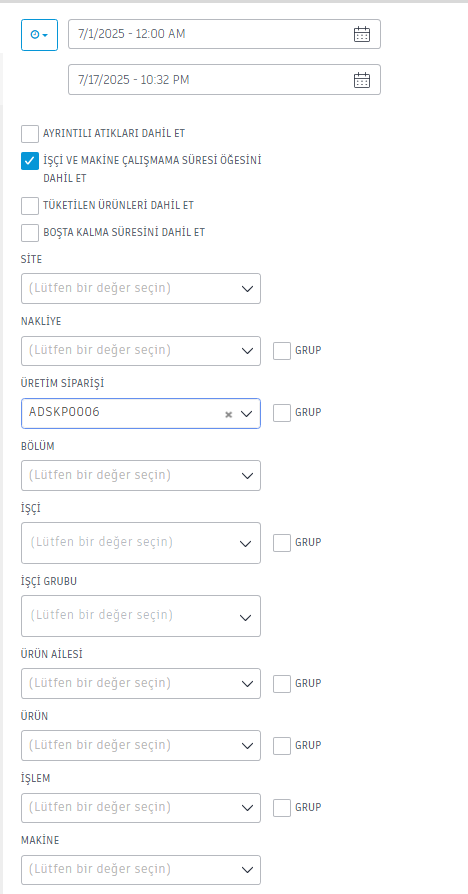 7/1/2025 - 12:00 AM
7/17/2025 - 10:32 PM
AYRINTILI ATIKLARI DAHİL ET
İŞÇİ VE MAKİNE ÇALIŞMAMA SÜRESİ ÖĞESİNİ
DAHİL ET
TÜKETİLEN ÜRÜNLERİ DAHİL ET
BOŞTA KALMA SÜRESİNİ DAHİL ET
SİTE
(Lütfen bir değer seçin)
NAKLİYE
(Lütfen bir değer seçin) GRUP
ÜRETİM SİPARİŞİ
ADSKP0006 GRUP
BÖLÜM
(Lütfen bir değer seçin)
İŞÇİ
(Lütfen bir değer seçin) GRUP
İŞÇİ GRUBU
(Lütfen bir değer seçin)
ÜRÜN AİLESİ
(Lütfen bir değer seçin) GRUP
ÜRÜN
(Lütfen bir değer seçin) GRUP
İŞLEM
(Lütfen bir değer seçin) GRUP
MAKİNE
(Lütfen bir değer seçin)